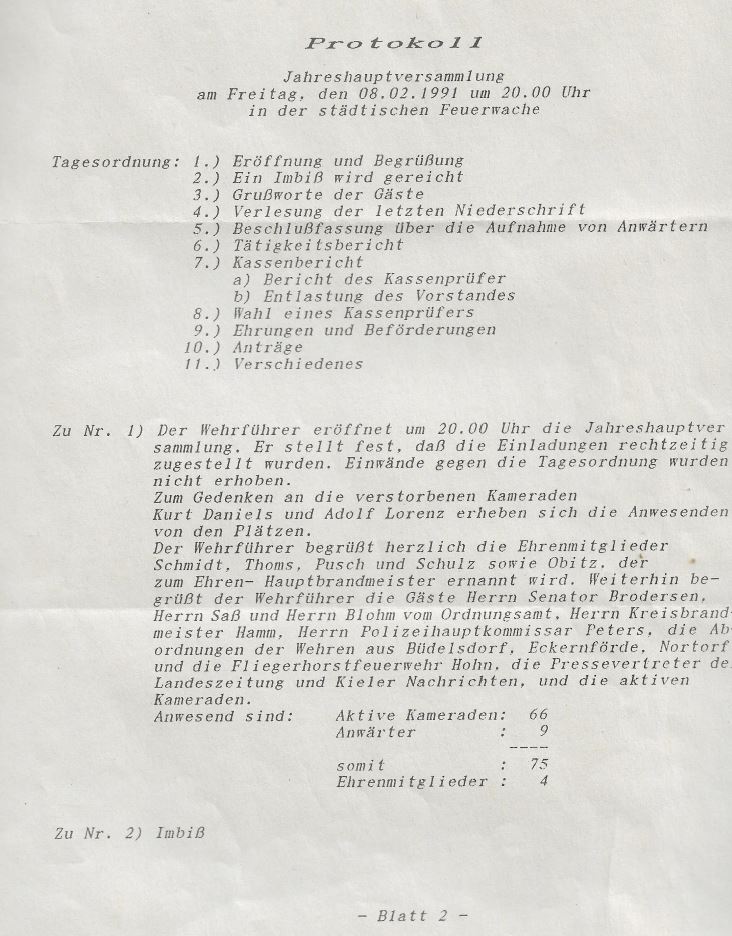 Protokoll
Jahreshauptversammlung
am Freitag, den 08.02.1991 um 20.00 Uhr
in der städtischen Feuerwache
Tagesordnung: 1.) Eröffnung und Begrüßung
2.) Ein Imbiß wird gereicht
3.) Grußworte der Gäste
4.) Verlesung der letzten Niederschrift
5.) Beschlußfassung über die Aufnahme von Anwärtern
6.) Tätigkeitsbericht
7.) Kassenbericht
a) Bericht des Kassenprüfer
b) Entlastung des Vorstandes
8.) Wahl eines Kassenprüfers
9.) Ehrungen und Beförderungen
10.) Anträge
11.) Verschiedenes
Zu Nr. 1) Der Wehrführer eröffnet um 20.00 Uhr die Jahreshauptver
sammlung. Er stellt fest, daß die Einladungen rechtzeitig
zugestellt wurden. Einwände gegen die Tagesordnung wurden
nicht erhoben.
Zum Gedenken an die verstorbenen Kameraden
Kurt Daniels und Adolf Lorenz erheben sich die Anwesenden
von den Plätzen.
Der Wehrführer begrüßt herzlich die Ehrenmitglieder
Schmidt, Thoms, Pusch und Schulz sowie Obitz, der
zum Ehren- Hauptbrandmeister ernannt wird. Weiterhin be-
grüßt der Wehrführer die Gäste Herrn Senator Brodersen,
Herrn Saß und Herrn Blohm vom Ordnungsamt, Herrn Kreisbrand-
meister Hamm, Herrn Polizeihauptkommissar Peters, die Ab-
ordnungen der Wehren aus Büdelsdorf, Eckernförde, Nortorf
und die Fliegerhorstfeuerwehr Hohn, die Pressevertreter de
Landeszeitung und Kieler Nachrichten, und die aktiven
Kameraden.
Anwesend sind: Aktive Kameraden: 66
Anwärter : 9
----
somit : 75
Ehrenmitglieder : 4
Zu Nr. 2) Imbiß
- Blatt 2 -